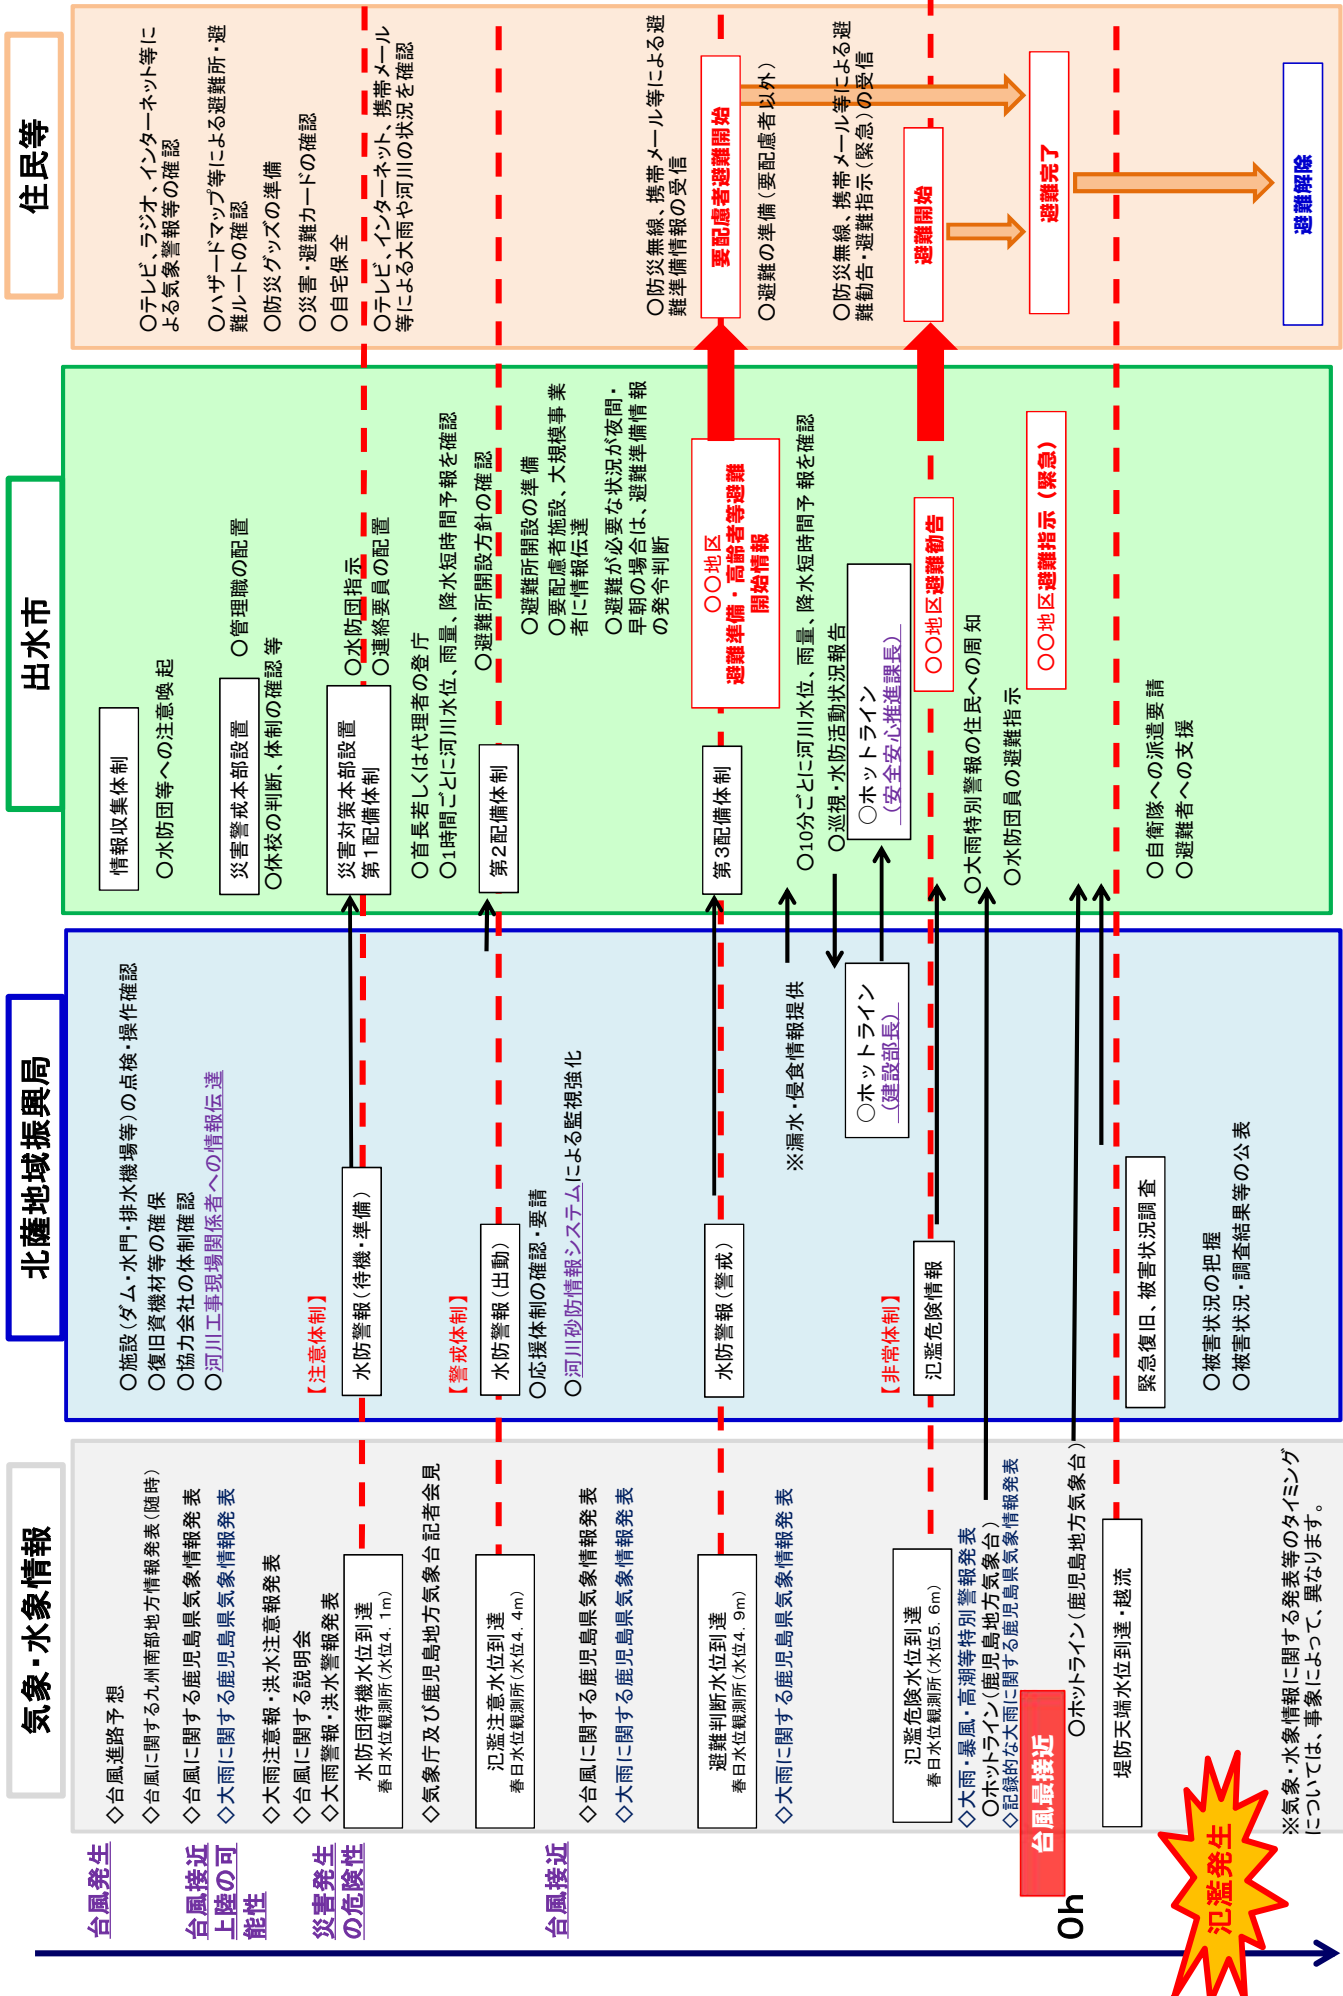 台風発生
台風接近
上陸の可
能性
災害発生
の危険性
台風接近
0h
氾濫発生
気象・水象情報
◇台風進路予想
◇台風に関する九州南部地方情報発表(随時)
◇台風に関する鹿児島県気象情報発表
◇大雨に関する鹿児島県気象情報発表
◇大雨注意報・洪水注意報発表
◇台風に関する説明会
◇大雨警報・洪水警報発表
水防団待機水位到達
春日水位観測所(水位4.1m)
◇気象庁及び鹿児島地方気象台記者会見
氾濫注意水位到達
春日水位観測所(水位4.4m)
◇台風に関する鹿児島県気象情報発表
◇大雨に関する鹿児島県気象情報発表
避難判断水位到達
春日水位観測所(水位4.9m)
◇大雨に関する鹿児島県気象情報発表
氾濫危険水位到達
春日水位観測所(水位5.6m)
◇大雨・暴風・高潮等特別警報発表
○ホットライン(鹿児島地方気象台)
◇記録的な大雨に関する鹿児島県気象情報発表
台風最接近
○ホットライン(鹿児島地方気象台)
堤防天端水位到達・越流
※気象・水象情報に関する発表等のタイミング
については、事象によって、異なります。
北薩地域振興局
○施設(ダム・水門・排水機場等)の点検・操作確認
○復旧資機材等の確保
○協力会社の体制確認
○河川工事現場関係者への情報伝達
【注意体制】
水防警報(待機・準備)
【警戒体制】
水防警報(出動)
○応援体制の確認・要請
○河川砂防情報システムによる監視強化
水防警報(警戒)
※漏水・侵食情報提供
○ホットライン
(建設部長)
【非常体制】
氾濫危険情報
緊急復旧、被害状況調査
○被害状況の把握
○被害状況・調査結果等の公表
出水市
情報収集体制
○水防団等への注意喚起
災害警戒本部設置
○管理職の配置
○休校の判断、体制の確認等
災害対策本部設置
第1配備体制
○水防団指示
○連絡要員の配置
○首長若しくは代理者の登庁
○1時間ごとに河川水位、雨量、降水短時間予報を確認
第2配備体制
○避難所開設方針の確認
○避難所開設の準備
○要配慮者施設、大規模事業
者に情報伝達
○避難が必要な状況が夜間・
早朝の場合は、避難準備情報
の発令判断
第3配備体制
○○地区
避難準備・高齢者等避難
開始情報
○10分ごとに河川水位、雨量、降水短時間予報を確認
○巡視・水防活動状況報告
○ホットライン
(安全安心推進課長)
○○地区避難勧告
○大雨特別警報の住民への周知
○水防団員の避難指示
○○地区避難指示(緊急)
○自衛隊への派遣要請
○避難者への支援
住民等
○テレビ、ラジオ、インターネット等に
よる気象警報等の確認
○ハザードマップ等による避難所・避
難ルートの確認
○防災グッズの準備
○災害・避難カードの確認
○自宅保全
○テレビ、インターネット、携帯メール
等による大雨や河川の状況を確認
○防災無線、携帯メール等による避
難準備情報の受信
要配慮者避難開始
○避難の準備(要配慮者以外)
○防災無線、携帯メール等による避
難勧告・避難指示(緊急)の受信
避難開始
避難完了
避難解除